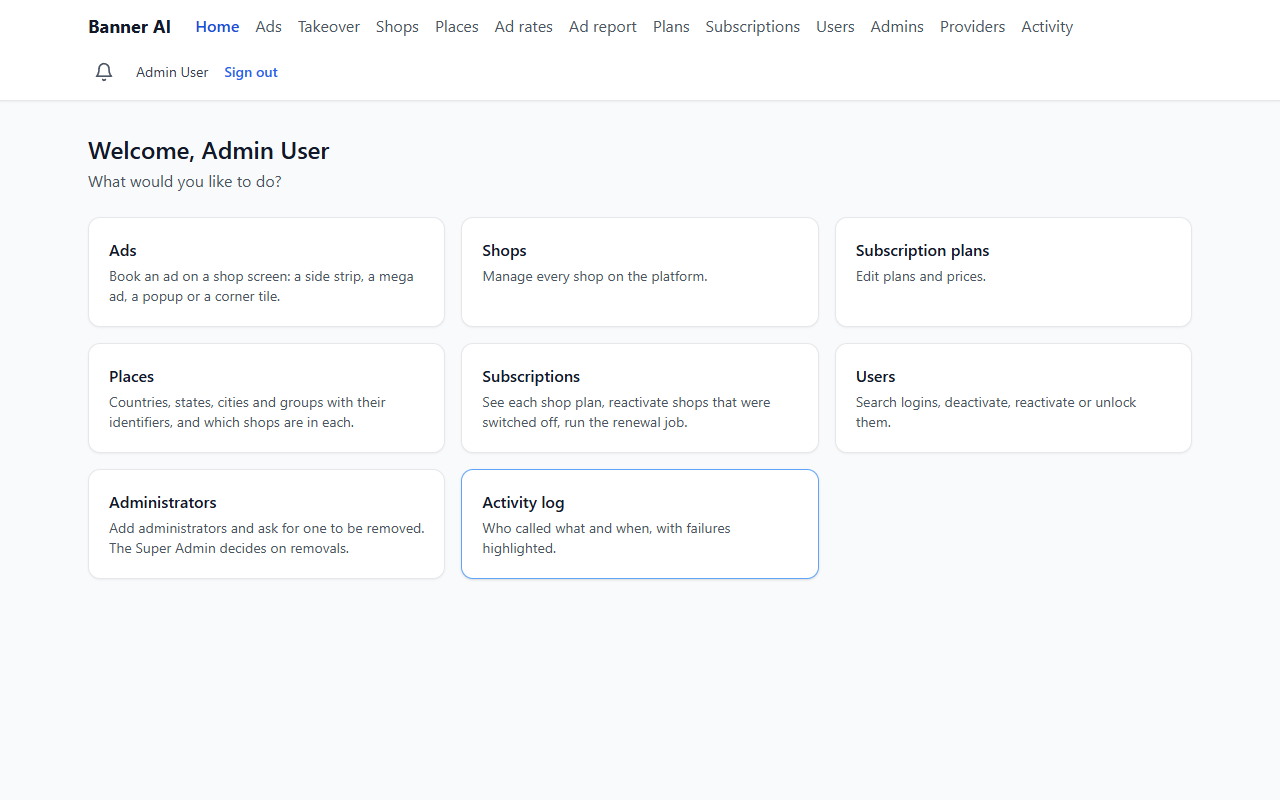 Banner AI Home Ads Takeover Shops Places Ad rates Ad report Plans Subscriptions Users Admins Providers Activity
Admin User Sign out
Welcome, Admin User
What would you like to do?
Ads
Book an ad on a shop screen: a side strip, a mega
ad, a popup or a corner tile.
Shops
Manage every shop on the platform.
Subscription plans
Edit plans and prices.
Places
Countries, states, cities and groups with their
identifiers, and which shops are in each.
Subscriptions
See each shop plan, reactivate shops that were
switched off, run the renewal job.
Users
Search logins, deactivate, reactivate or unlock
them.
Administrators
Add administrators and ask for one to be removed.
The Super Admin decides on removals.
Activity log
Who called what and when, with failures
highlighted.